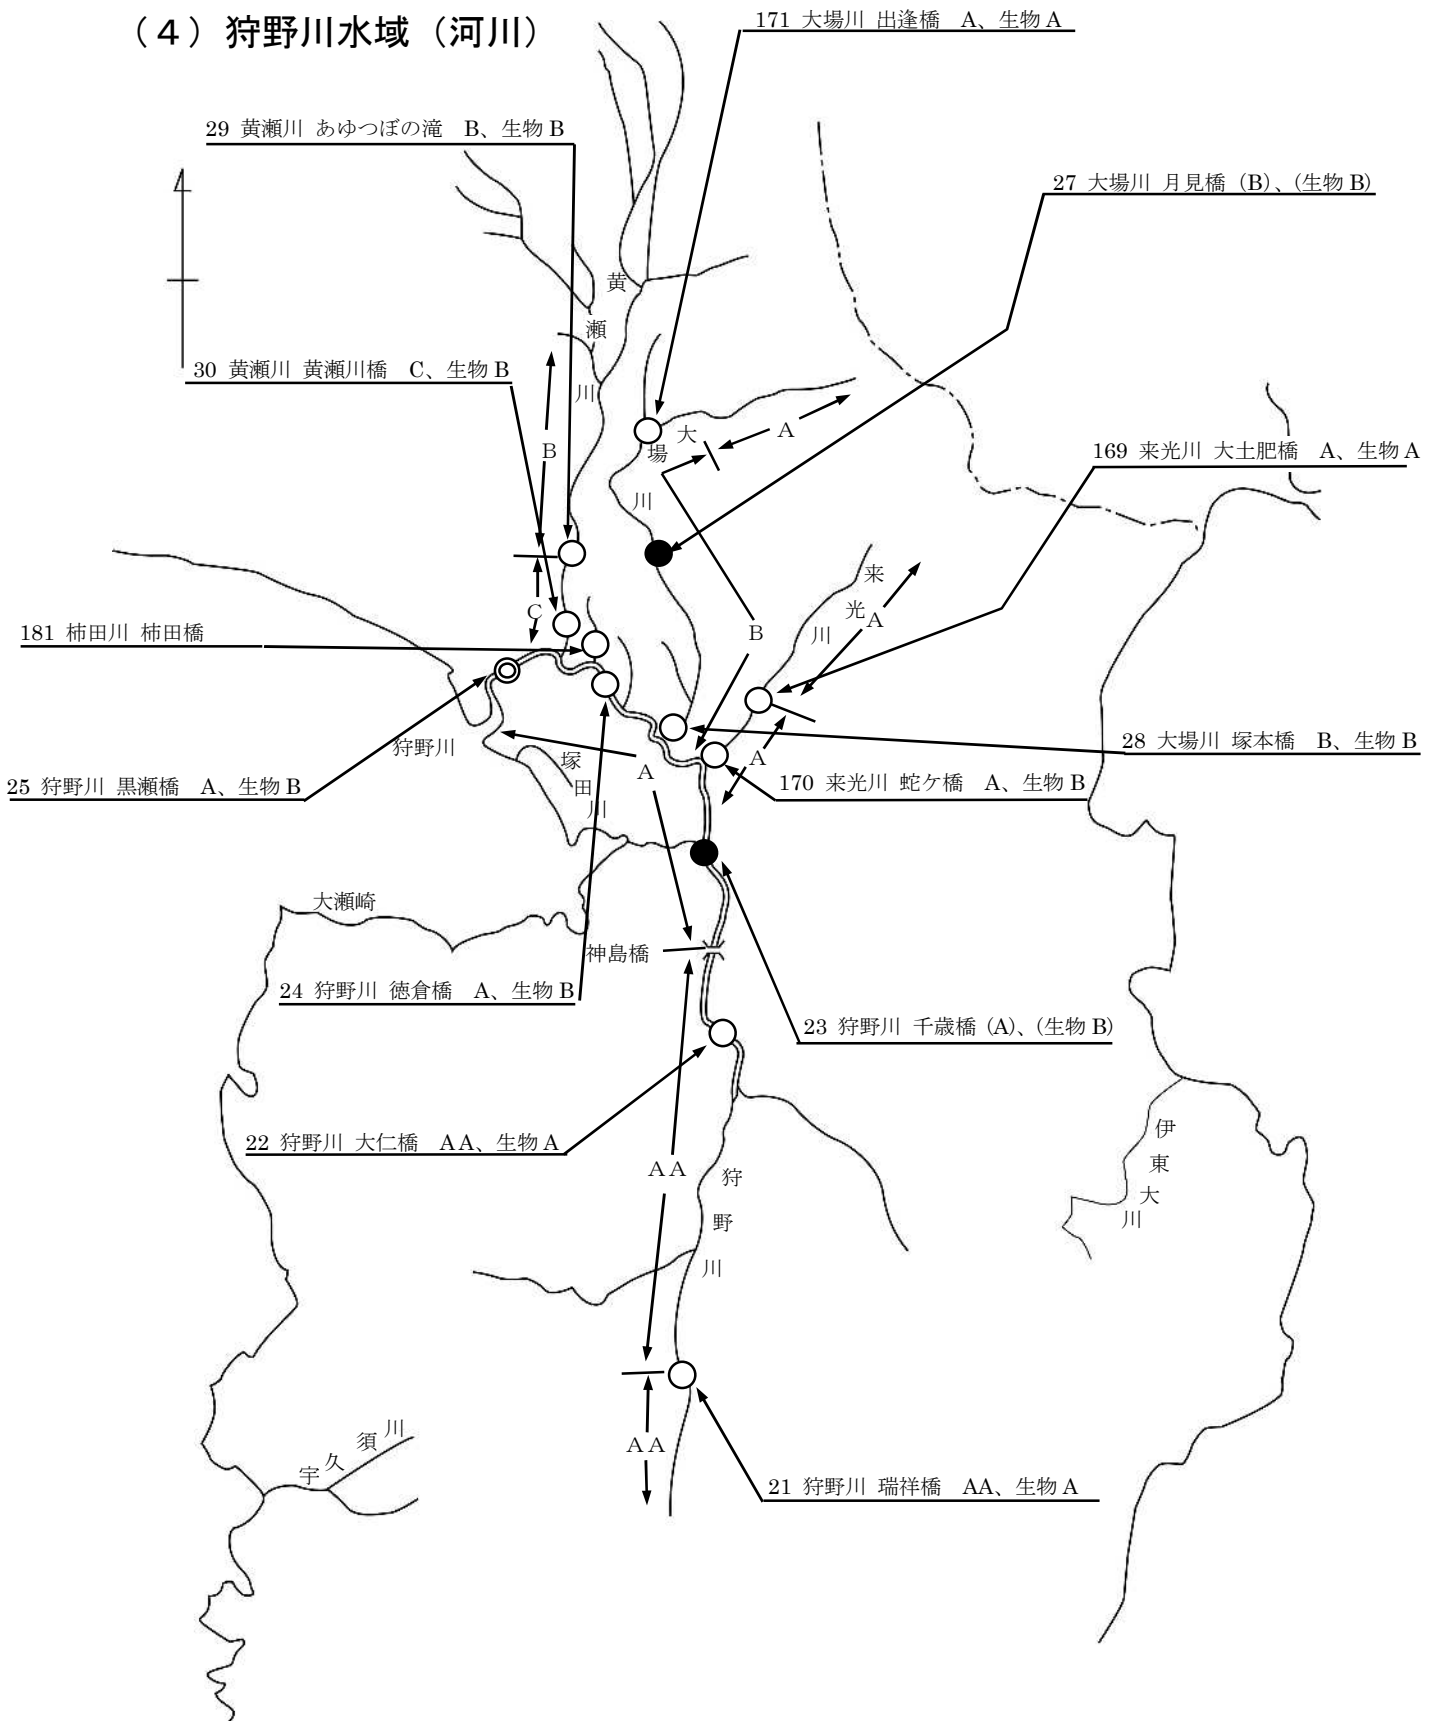 （４）狩野川水域（河川）
171 大場川 出逢橋　A、生物 A
29 黄瀬川 あゆつぼの滝　B、生物 B
27 大場川 月見橋 (B)、(生物 B)
黄瀬川
30 黄瀬川 黄瀬川橋　C、生物 B
大場川
A
B
169 来光川 大土肥橋　A、生物 A
来光川
A
C
B
181 柿田川 柿田橋
狩野川
塚田川
A
A
28 大場川 塚本橋　B、生物 B
25 狩野川 黒瀬橋　A、生物 B
170 来光川 蛇ケ橋　A、生物 B
大瀬崎
神島橋
24 狩野川 徳倉橋　A、生物 B
23 狩野川 千歳橋 (A)、(生物 B)
22 狩野川 大仁橋　AA、生物 A
伊東大川
AA
狩野川
AA
宇久須川
21 狩野川 瑞祥橋　AA、生物 A